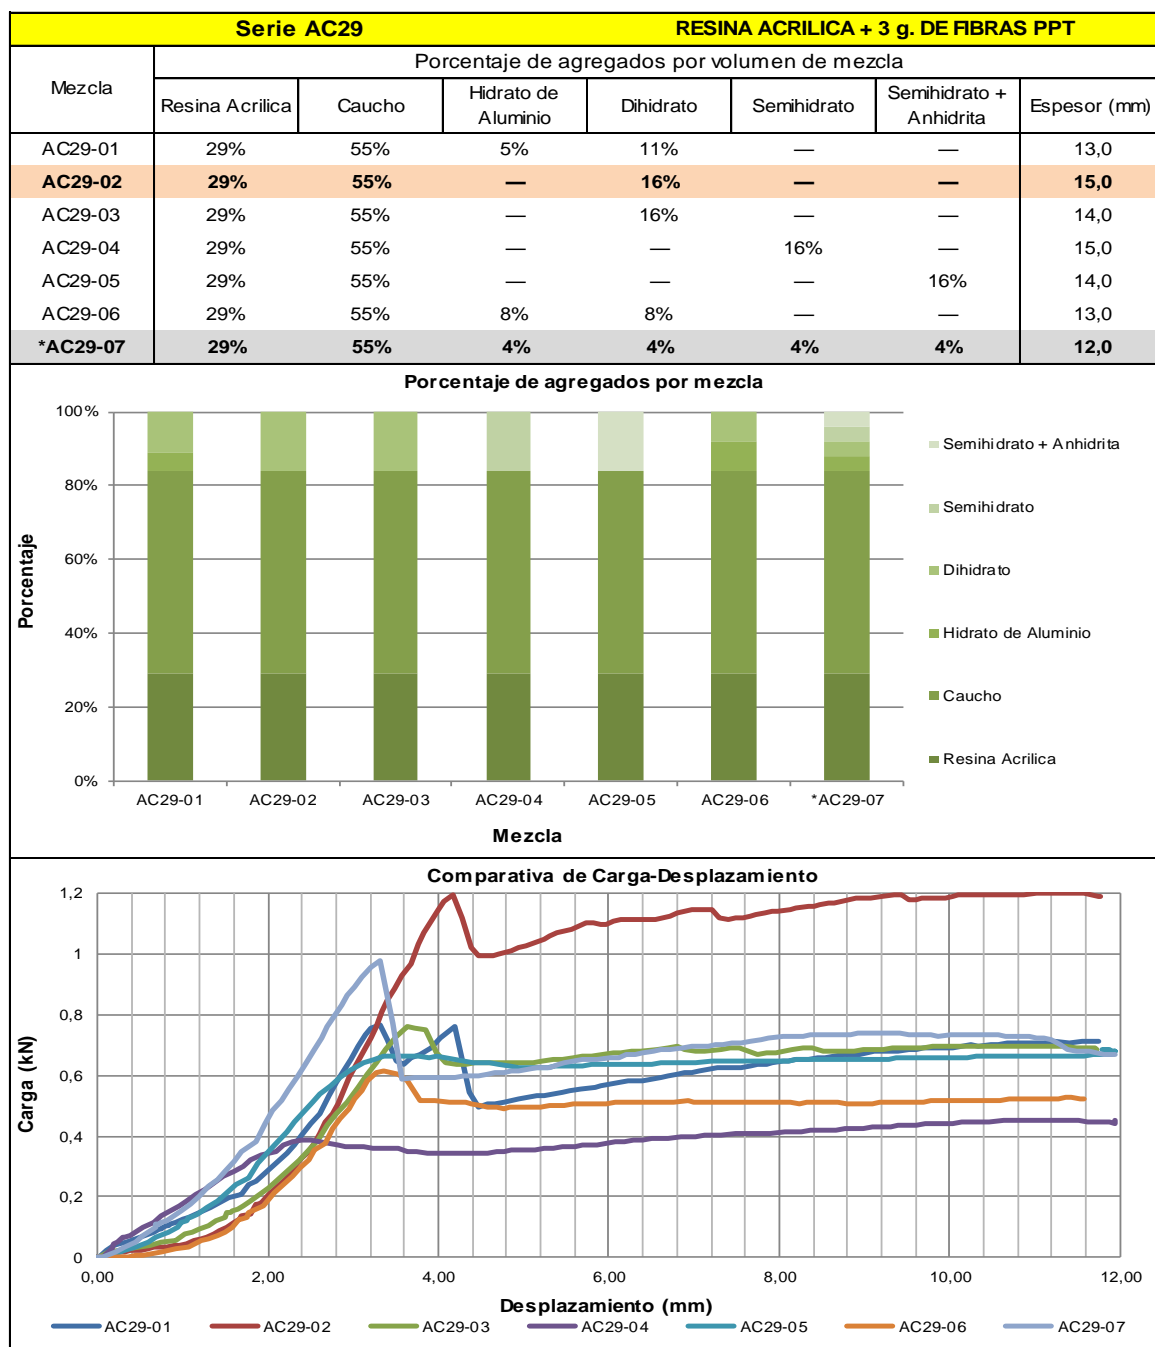 Serie AC29 RESINA ACRILICA + 3 g. DE FIBRAS PPT
Mezcla
Porcentaje de agregados por volumen de mezcla
Resina Acrilica Caucho Hidrato de Aluminio Dihidrato Semihidrato Semihidrato + Anhidrita Espesor (mm)
AC29-01 29% 55% 5% 11% — — 13,0
AC29-02 29% 55% — 16% — — 15,0
AC29-03 29% 55% — 16% — — 14,0
AC29-04 29% 55% — — 16% — 15,0
AC29-05 29% 55% — — — 16% 14,0
AC29-06 29% 55% 8% 8% — — 13,0
*AC29-07 29% 55% 4% 4% 4% 4% 12,0
Porcentaje de agregados por mezcla
100%
80%
60%
40%
20%
0%
Porcentaje
AC29-01 AC29-02 AC29-03 AC29-04 AC29-05 AC29-06 *AC29-07
Mezcla
Semihidrato + Anhidrita
Semihidrato
Dihidrato
Hidrato de Aluminio
Caucho
Resina Acrilica
Comparativa de Carga-Desplazamiento
1,2
1
0,8
0,6
0,4
0,2
0
Carga (kN)
0,00 2,00 4,00 6,00 8,00 10,00 12,00
Desplazamiento (mm)
AC29-01 AC29-02 AC29-03 AC29-04 AC29-05 AC29-06 AC29-07